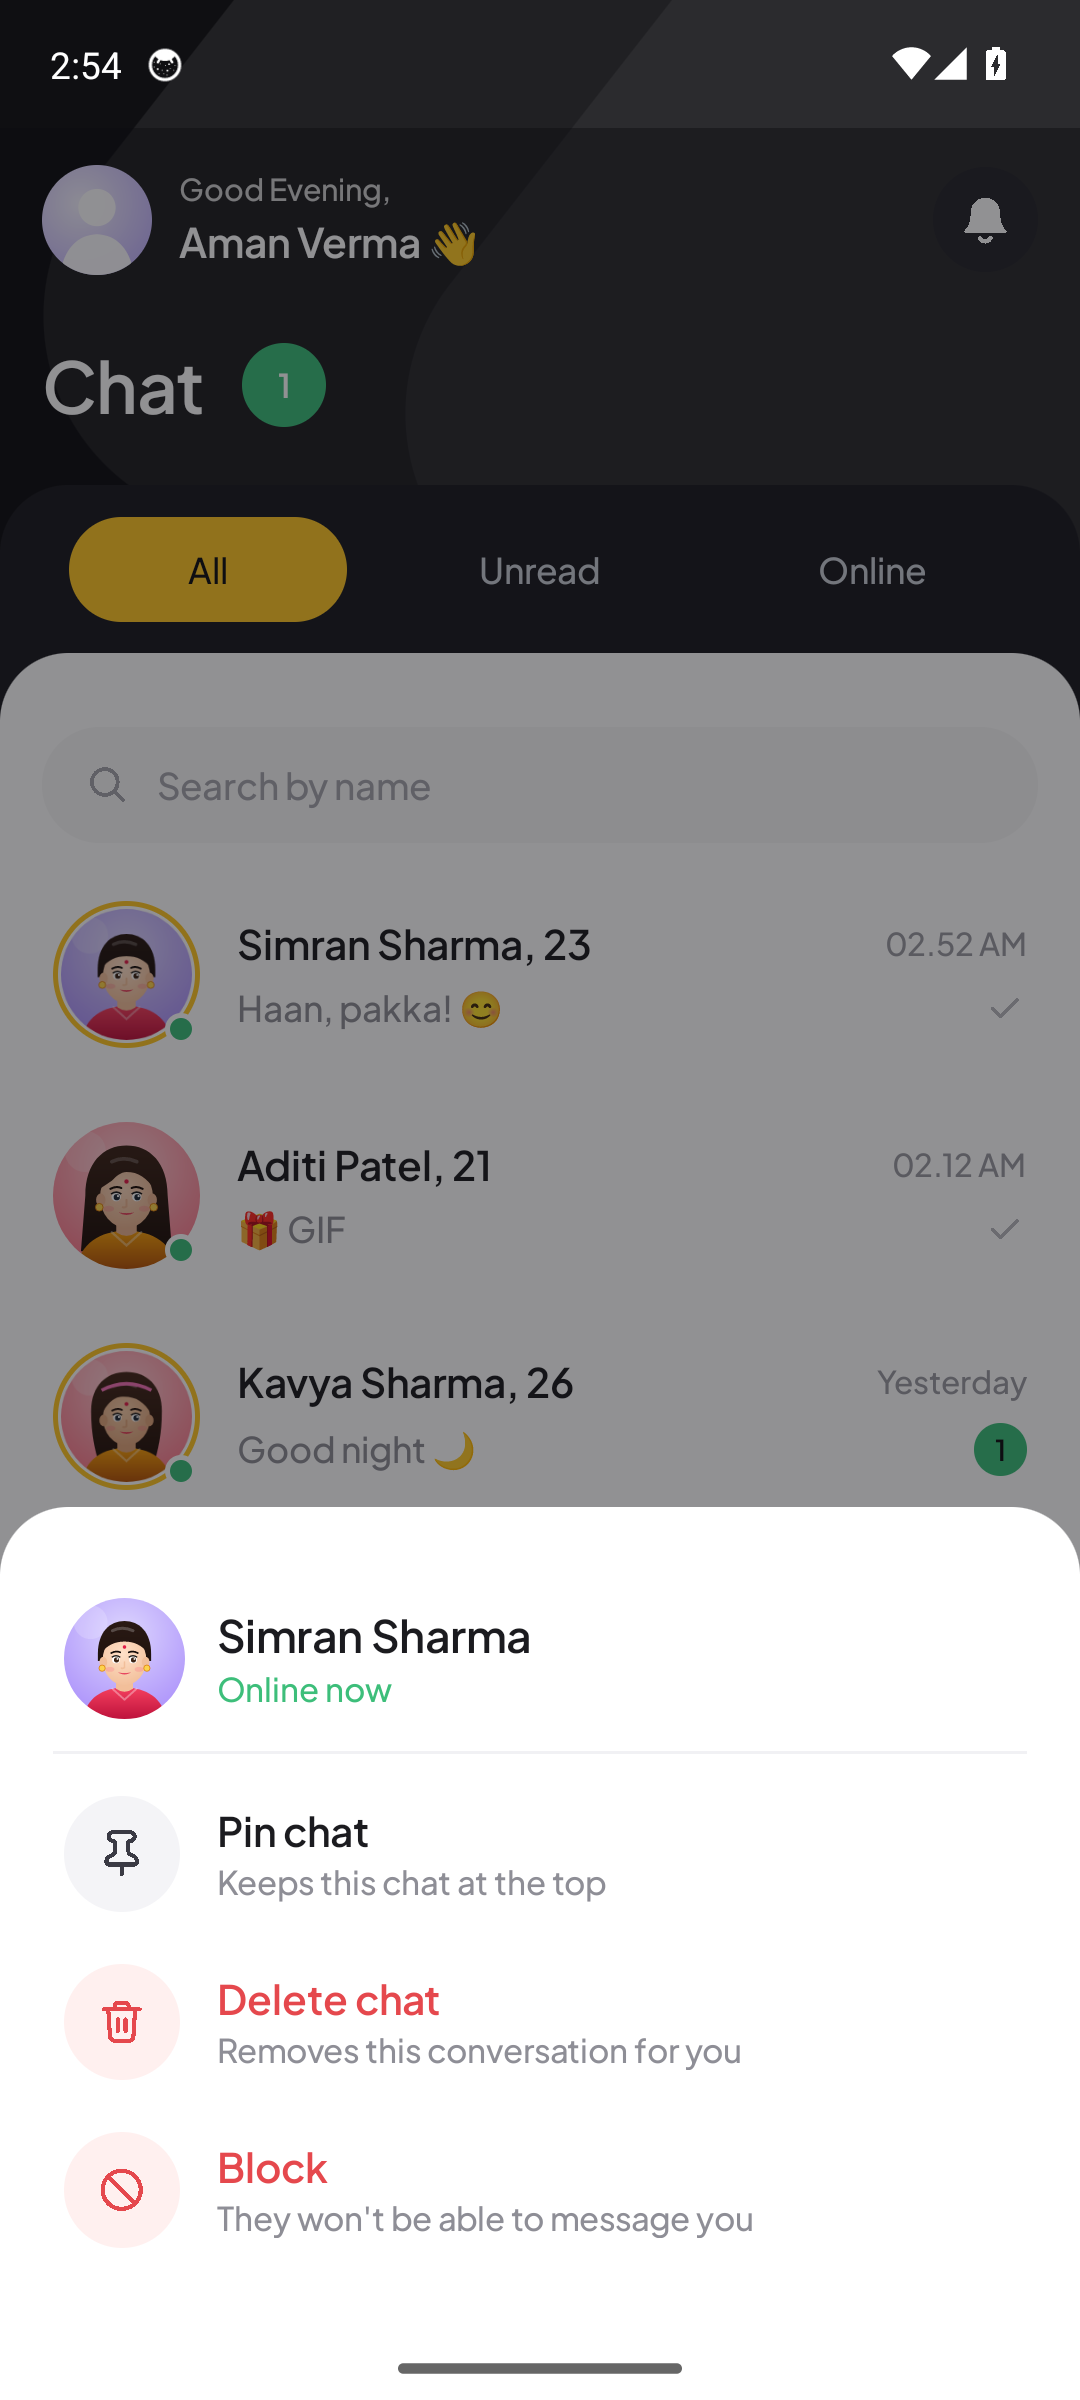 2:54
Good Evening,
Aman Verma 👋
Chat 1
All Unread Online
Search by name
Simran Sharma, 23 02.52 AM
Haan, pakka! 😊
Aditi Patel, 21 02.12 AM
🎁 GIF
Kavya Sharma, 26 Yesterday
Good night 🌙 1
Simran Sharma
Online now
Pin chat
Keeps this chat at the top
Delete chat
Removes this conversation for you
Block
They won't be able to message you